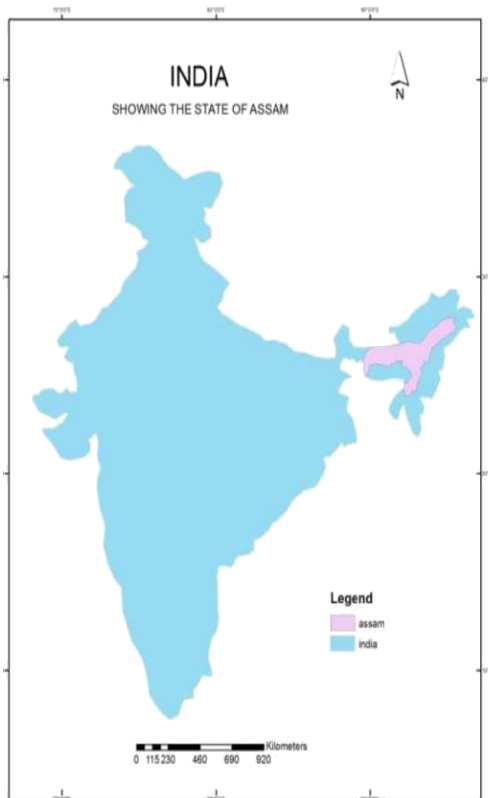 INDIA
SHOWING THE STATE OF ASSAM
N
Legend
assam
india
Kilometers
0 115 230 460 690 920